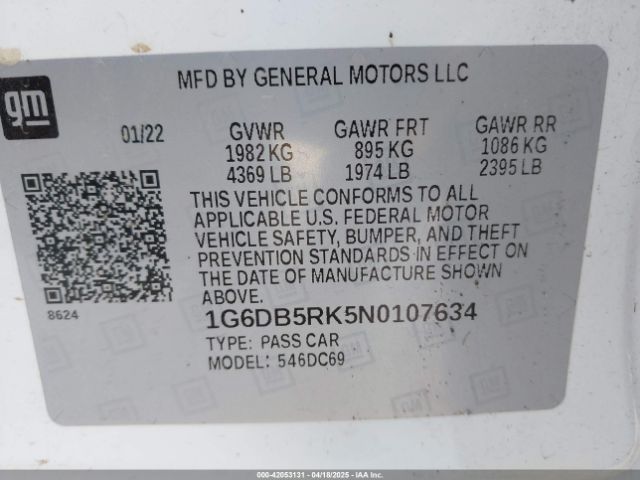 MFD BY GENERAL MOTORS LLC
gm
01/22 GVWR GAWR FRT GAWR RR
1982 KG 895 KG 1086 KG
4369 LB 1974 LB 2395 LB
THIS VEHICLE CONFORMS TO ALL
APPLICABLE U.S. FEDERAL MOTOR
VEHICLE SAFETY, BUMPER, AND THEFT
PREVENTION STANDARDS IN EFFECT ON
THE DATE OF MANUFACTURE SHOWN
ABOVE.
8624
1G6DB5RK5N0107634
TYPE: PASS CAR
MODEL: 546DC69
000-42053131 - 04/18/2025 - IAAI, Inc.